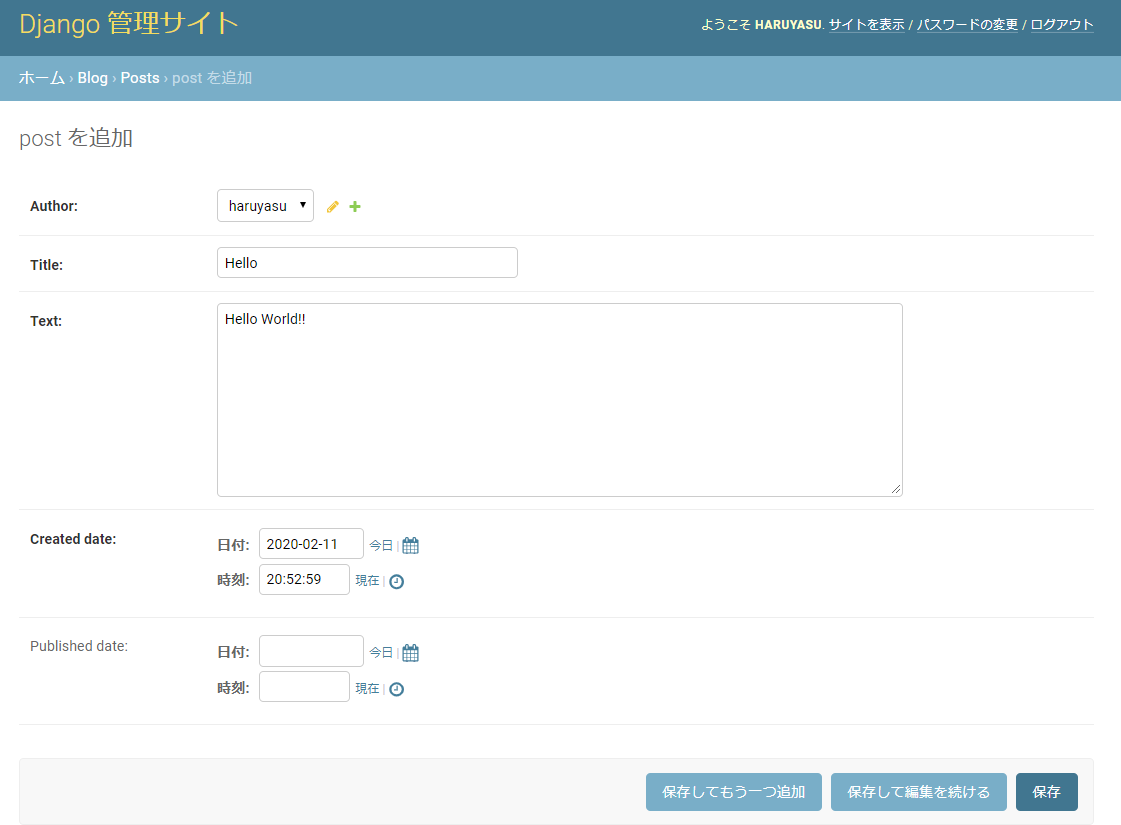 Django 管理サイト
ようこそ HARUYASU. サイトを表示 / パスワードの変更 / ログアウト
ホーム › Blog › Posts › post を追加
post を追加
Author: haruyasu
Title: Hello
Text: Hello World!!
Created date: 日付: 2020-02-11 今日 |
時刻: 20:52:59 現在 |
Published date: 日付: 今日 |
時刻: 現在 |
保存してもう一つ追加 保存して編集を続ける 保存